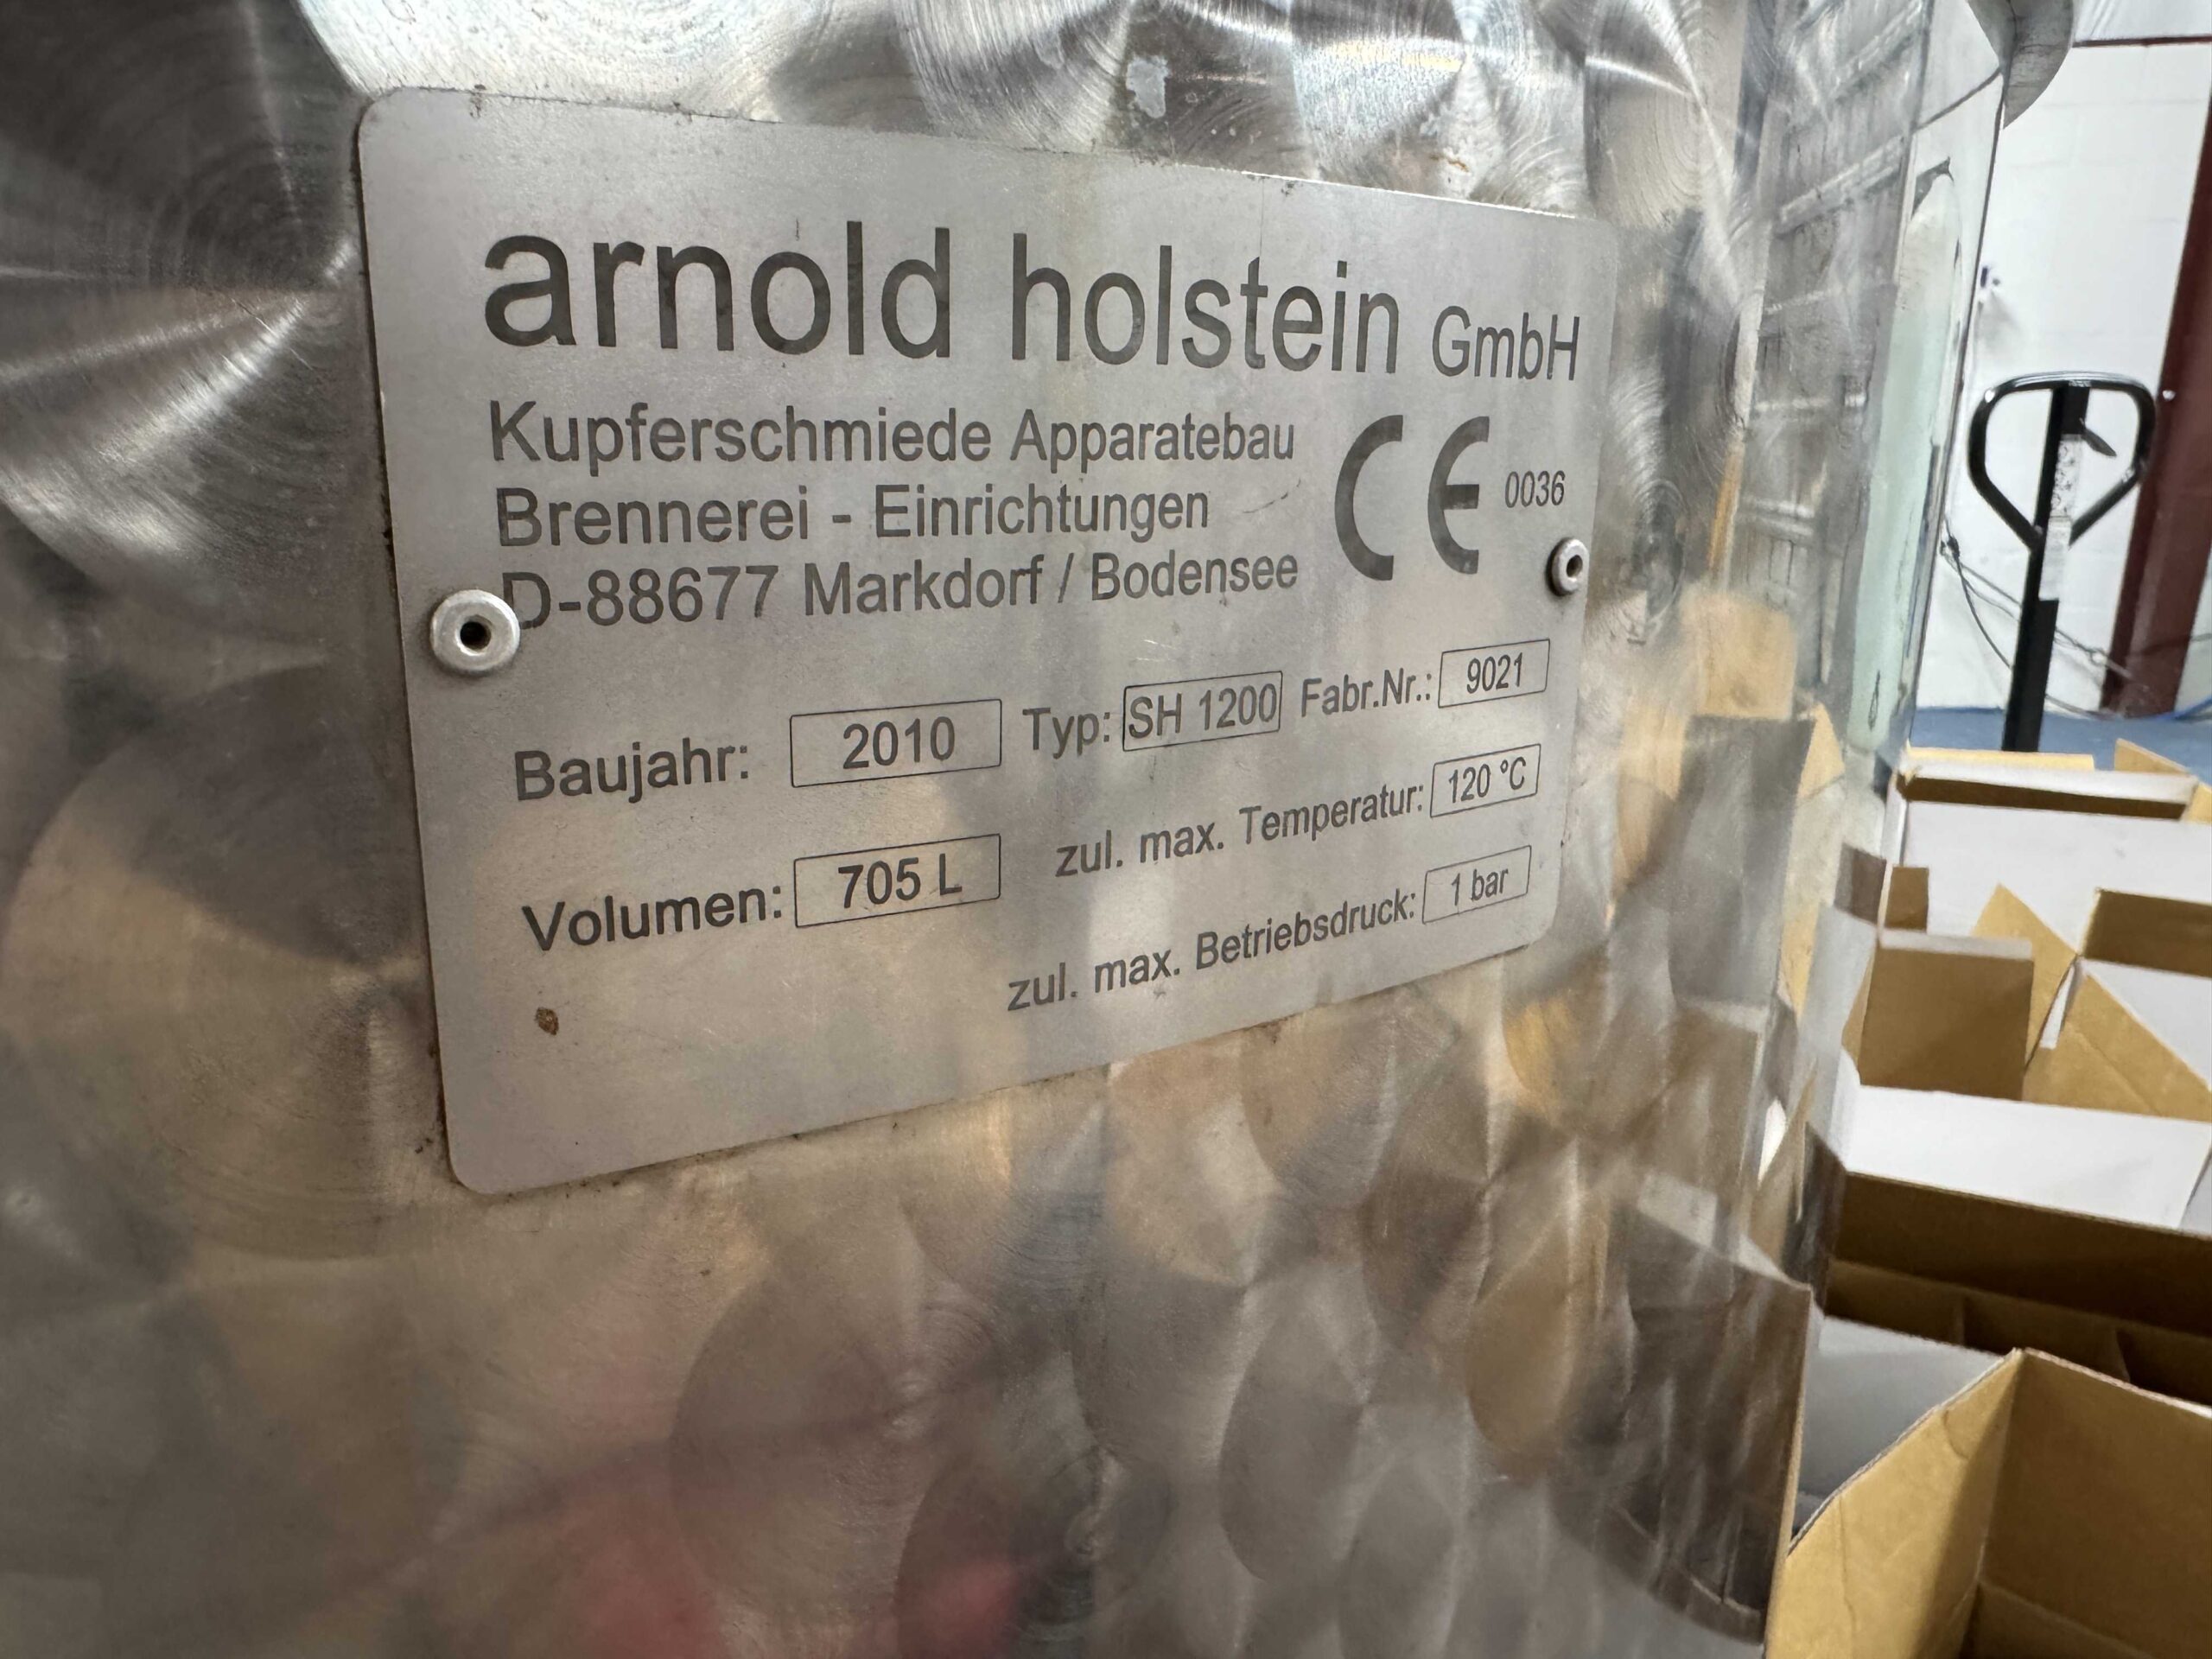 arnold holstein GmbH
Kupferschmiede Apparatebau
Brennerei - Einrichtungen
D-88677 Markdorf / Bodensee
CE 0036
Baujahr: 2010 Typ: SH 1200 Fabr.Nr.: 9021
Volumen: 705 L zul. max. Temperatur: 120 °C
zul. max. Betriebsdruck: 1 bar